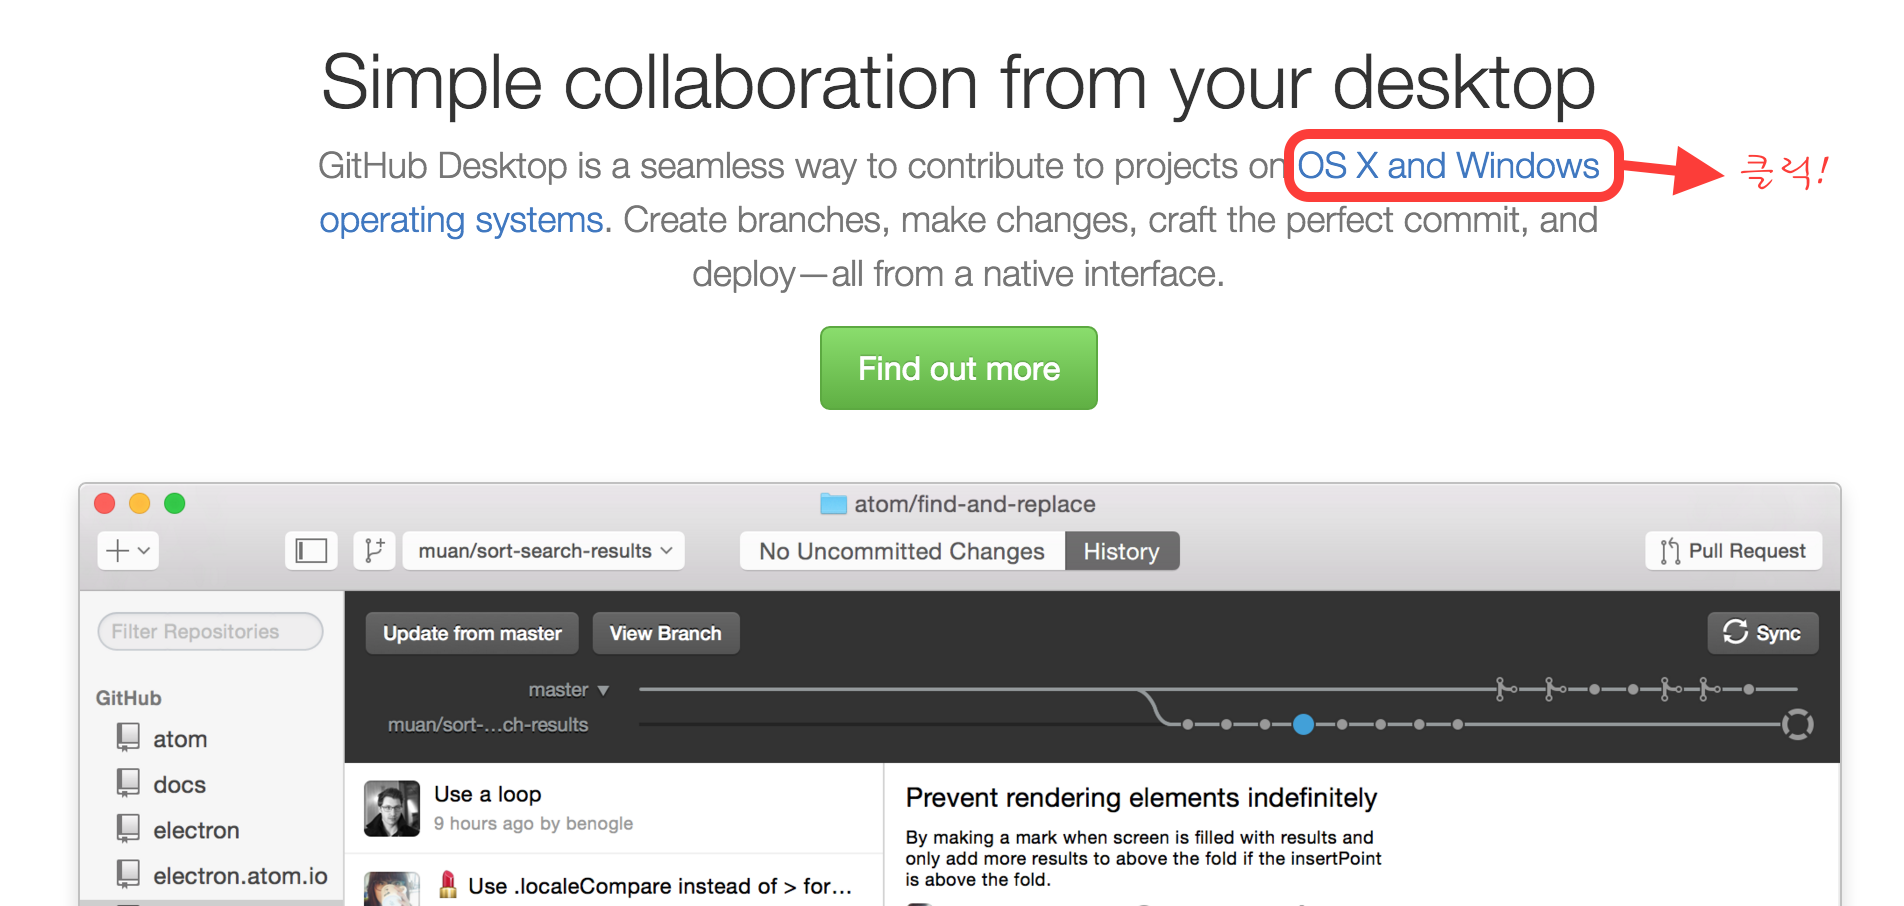 Simple collaboration from your desktop
GitHub Desktop is a seamless way to contribute to projects on OS X and Windows
클릭!
operating systems. Create branches, make changes, craft the perfect commit, and
deploy—all from a native interface.
Find out more
atom/find-and-replace
muan/sort-search-results
No Uncommitted Changes
History
Pull Request
Filter Repositories
Update from master
View Branch
Sync
master
muan/sort-...ch-results
GitHub
atom
docs
electron
electron.atom.io
Use a loop
9 hours ago by benogle
Use .localeCompare instead of > for...
Prevent rendering elements indefinitely
By making a mark when screen is filled with results and
only add more results to above the fold if the insertPoint
is above the fold.